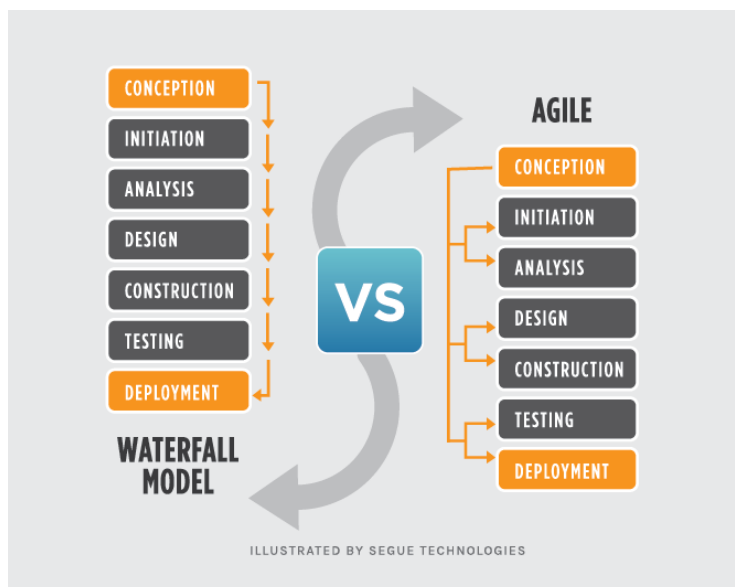 CONCEPTION
INITIATION
ANALYSIS
DESIGN
CONSTRUCTION
TESTING
DEPLOYMENT
WATERFALL
MODEL
VS
AGILE
CONCEPTION
INITIATION
ANALYSIS
DESIGN
CONSTRUCTION
TESTING
DEPLOYMENT
ILLUSTRATED BY SEGUE TECHNOLOGIES